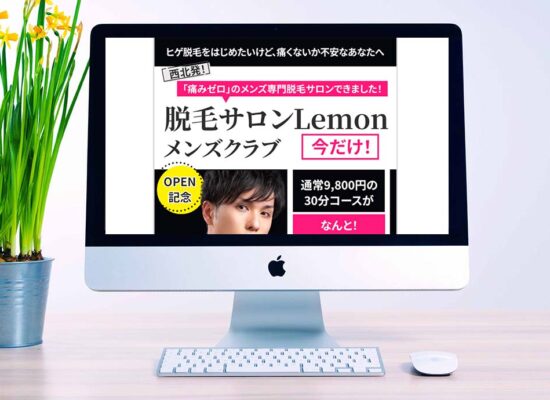 ヒゲ脱毛をはじめたいけど、痛くないか不安なあなたへ
西北発!
「痛みゼロ」のメンズ専門脱毛サロンできました!
脱毛サロンLemon
メンズクラブ
今だけ!
OPEN
記念
通常9,800円の
30分コースが
なんと!